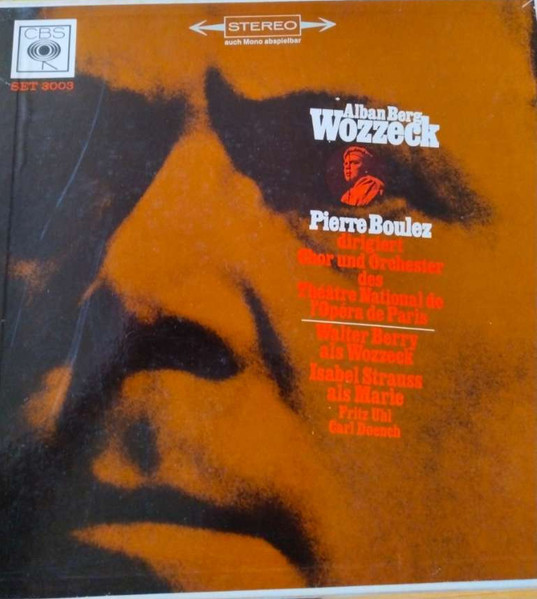 CBS
SET 3003
STEREO
auch Mono abspielbar
Alban Berg
Wozzeck
Pierre Boulez
dirigiert
Chor und Orchester
des
Théâtre National de
l'Opéra de Paris
Walter Berry
als Wozzeck
Isabel Strauss
als Marie
Fritz Uhl
Carl Doench